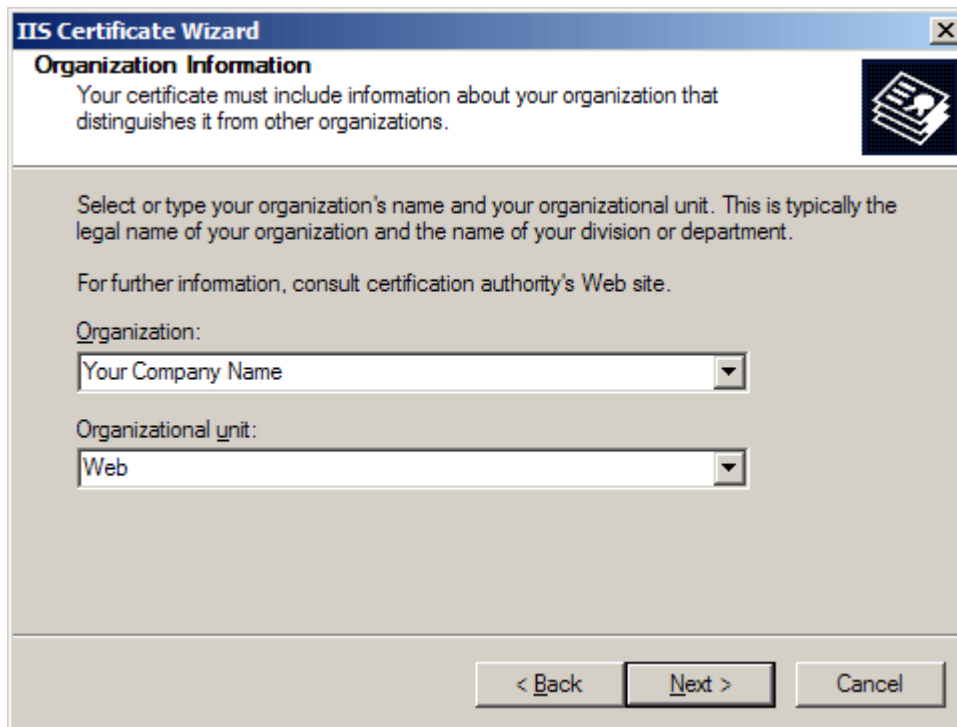 IIS Certificate Wizard
Organization Information
Your certificate must include information about your organization that
distinguishes it from other organizations.
Select or type your organization's name and your organizational unit. This is typically the
legal name of your organization and the name of your division or department.
For further information, consult certification authority's Web site.
Organization:
Your Company Name
Organizational unit:
Web
< Back
Next >
Cancel